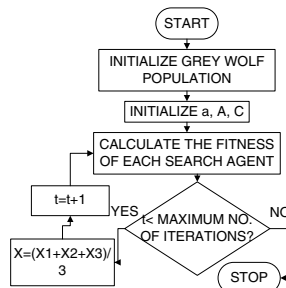 START
INITIALIZE GREY WOLF
POPULATION
INITIALIZE a, A, C
CALCULATE THE FITNESS
OF EACH SEARCH AGENT
t=t+1
YES
t< MAXIMUM NO.
OF ITERATIONS?
NO
X=(X1+X2+X3)/
3
STOP